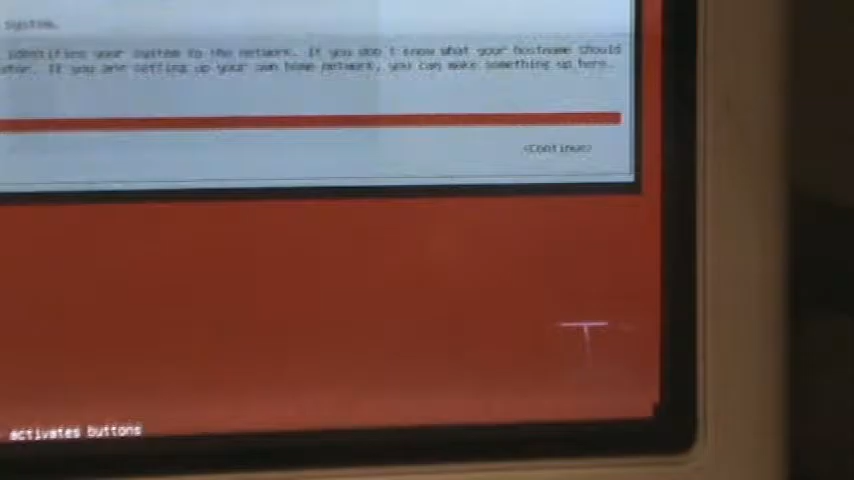 system.
identifies your system to the network. If you don't know what your hostname should
ator. If you are setting up your own home network, you can make something up here.
<Continue>
activates buttons